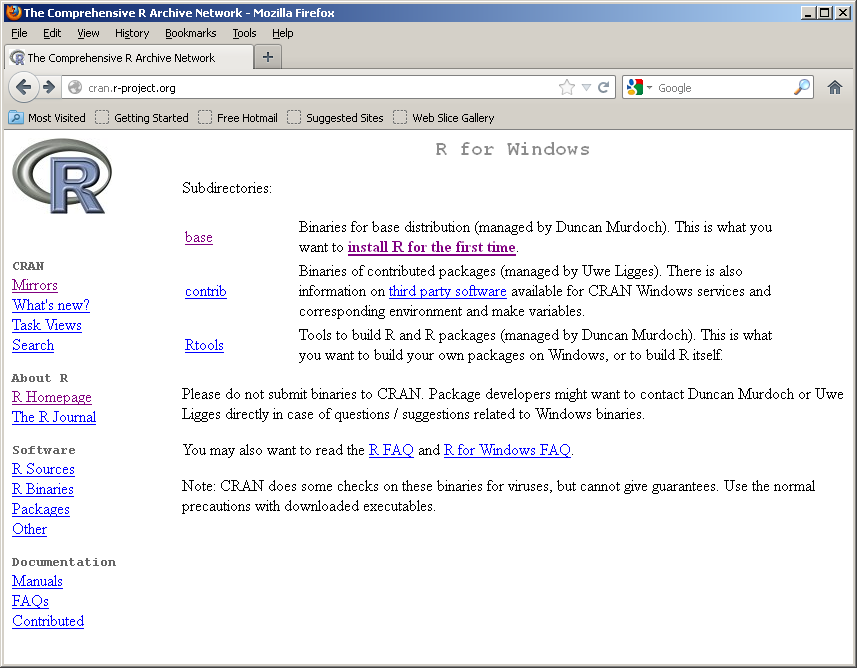 The Comprehensive R Archive Network - Mozilla Firefox
File Edit View History Bookmarks Tools Help
The Comprehensive R Archive Network
cran.r-project.org
Google
Most Visited Getting Started Free Hotmail Suggested Sites Web Slice Gallery
R
CRAN
Mirrors
What's new?
Task Views
Search
About R
R Homepage
The R Journal
Software
R Sources
R Binaries
Packages
Other
Documentation
Manuals
FAQs
Contributed
R for Windows
Subdirectories:
base
Binaries for base distribution (managed by Duncan Murdoch). This is what you
want to install R for the first time.
contrib
Binaries of contributed packages (managed by Uwe Ligges). There is also
information on third party software available for CRAN Windows services and
corresponding environment and make variables.
Rtools
Tools to build R and R packages (managed by Duncan Murdoch). This is what
you want to build your own packages on Windows, or to build R itself.
Please do not submit binaries to CRAN. Package developers might want to contact Duncan Murdoch or Uwe
Ligges directly in case of questions / suggestions related to Windows binaries.
You may also want to read the R FAQ and R for Windows FAQ.
Note: CRAN does some checks on these binaries for viruses, but cannot give guarantees. Use the normal
precautions with downloaded executables.